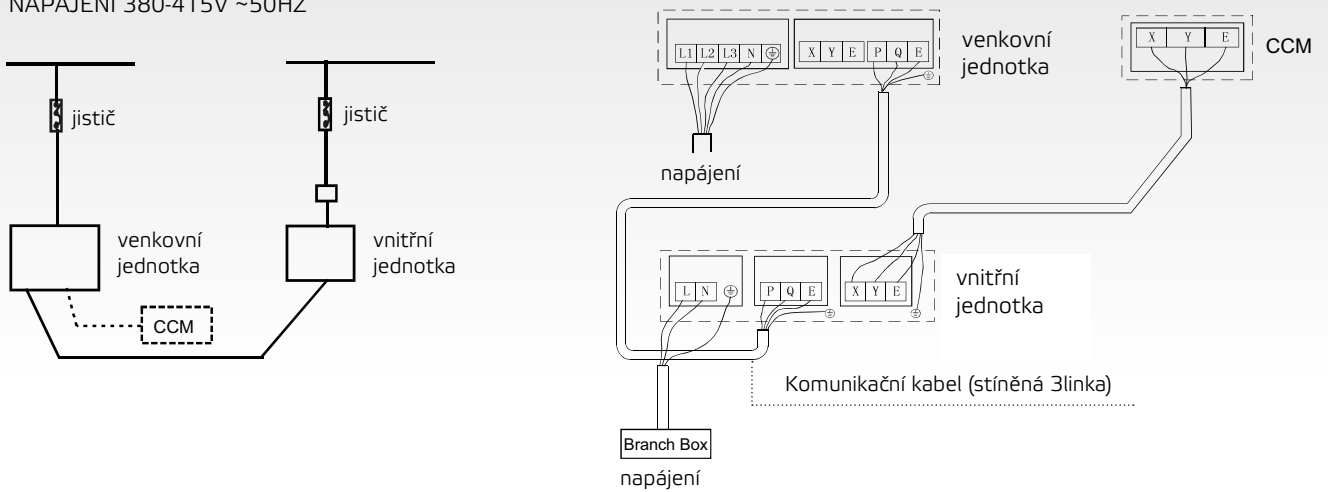 NAPÁJENÍ 380-415V ~50HZ
jistič
jistič
venkovní
jednotka
vnitřní
jednotka
CCM
L1 L2 L3 N
X Y E P Q E
venkovní
jednotka
X Y E
CCM
napájení
L N
P Q E
X Y E
vnitřní
jednotka
Komunikační kabel (stíněná 3linka)
Branch Box
napájení